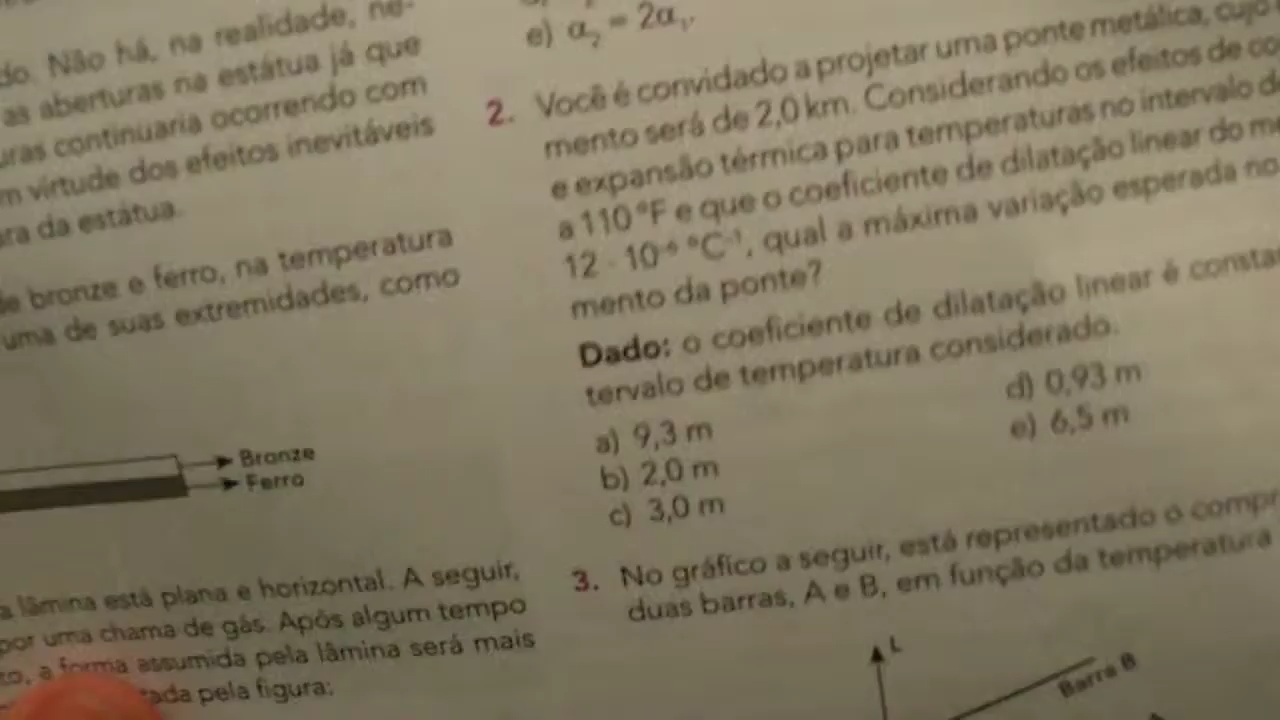 do. Não há, na realidade, ne-
as aberturas na estátua já que
uras continuaria ocorrendo com
m virtude dos efeitos inevitáveis
ara da estátua.
de bronze e ferro, na temperatura
uma de suas extremidades, como
Bronze
Ferro
a lâmina está plana e horizontal. A seguir,
por uma chama de gás. Após algum tempo
to, a forma assumida pela lâmina será mais
tada pela figura:
e) α₂ = 2α₁.
2. Você é convidado a projetar uma ponte metálica, cujo
mento será de 2,0 km. Considerando os efeitos de co
e expansão térmica para temperaturas no intervalo d
a 110 °F e que o coeficiente de dilatação linear do me
12 · 10⁻⁶ °C⁻¹, qual a máxima variação esperada no
mento da ponte?
Dado: o coeficiente de dilatação linear é consta
tervalo de temperatura considerado.
a) 9,3 m
b) 2,0 m
c) 3,0 m
d) 0,93 m
e) 6,5 m
3. No gráfico a seguir, está representado o compr
duas barras, A e B, em função da temperatura
L
Barra B